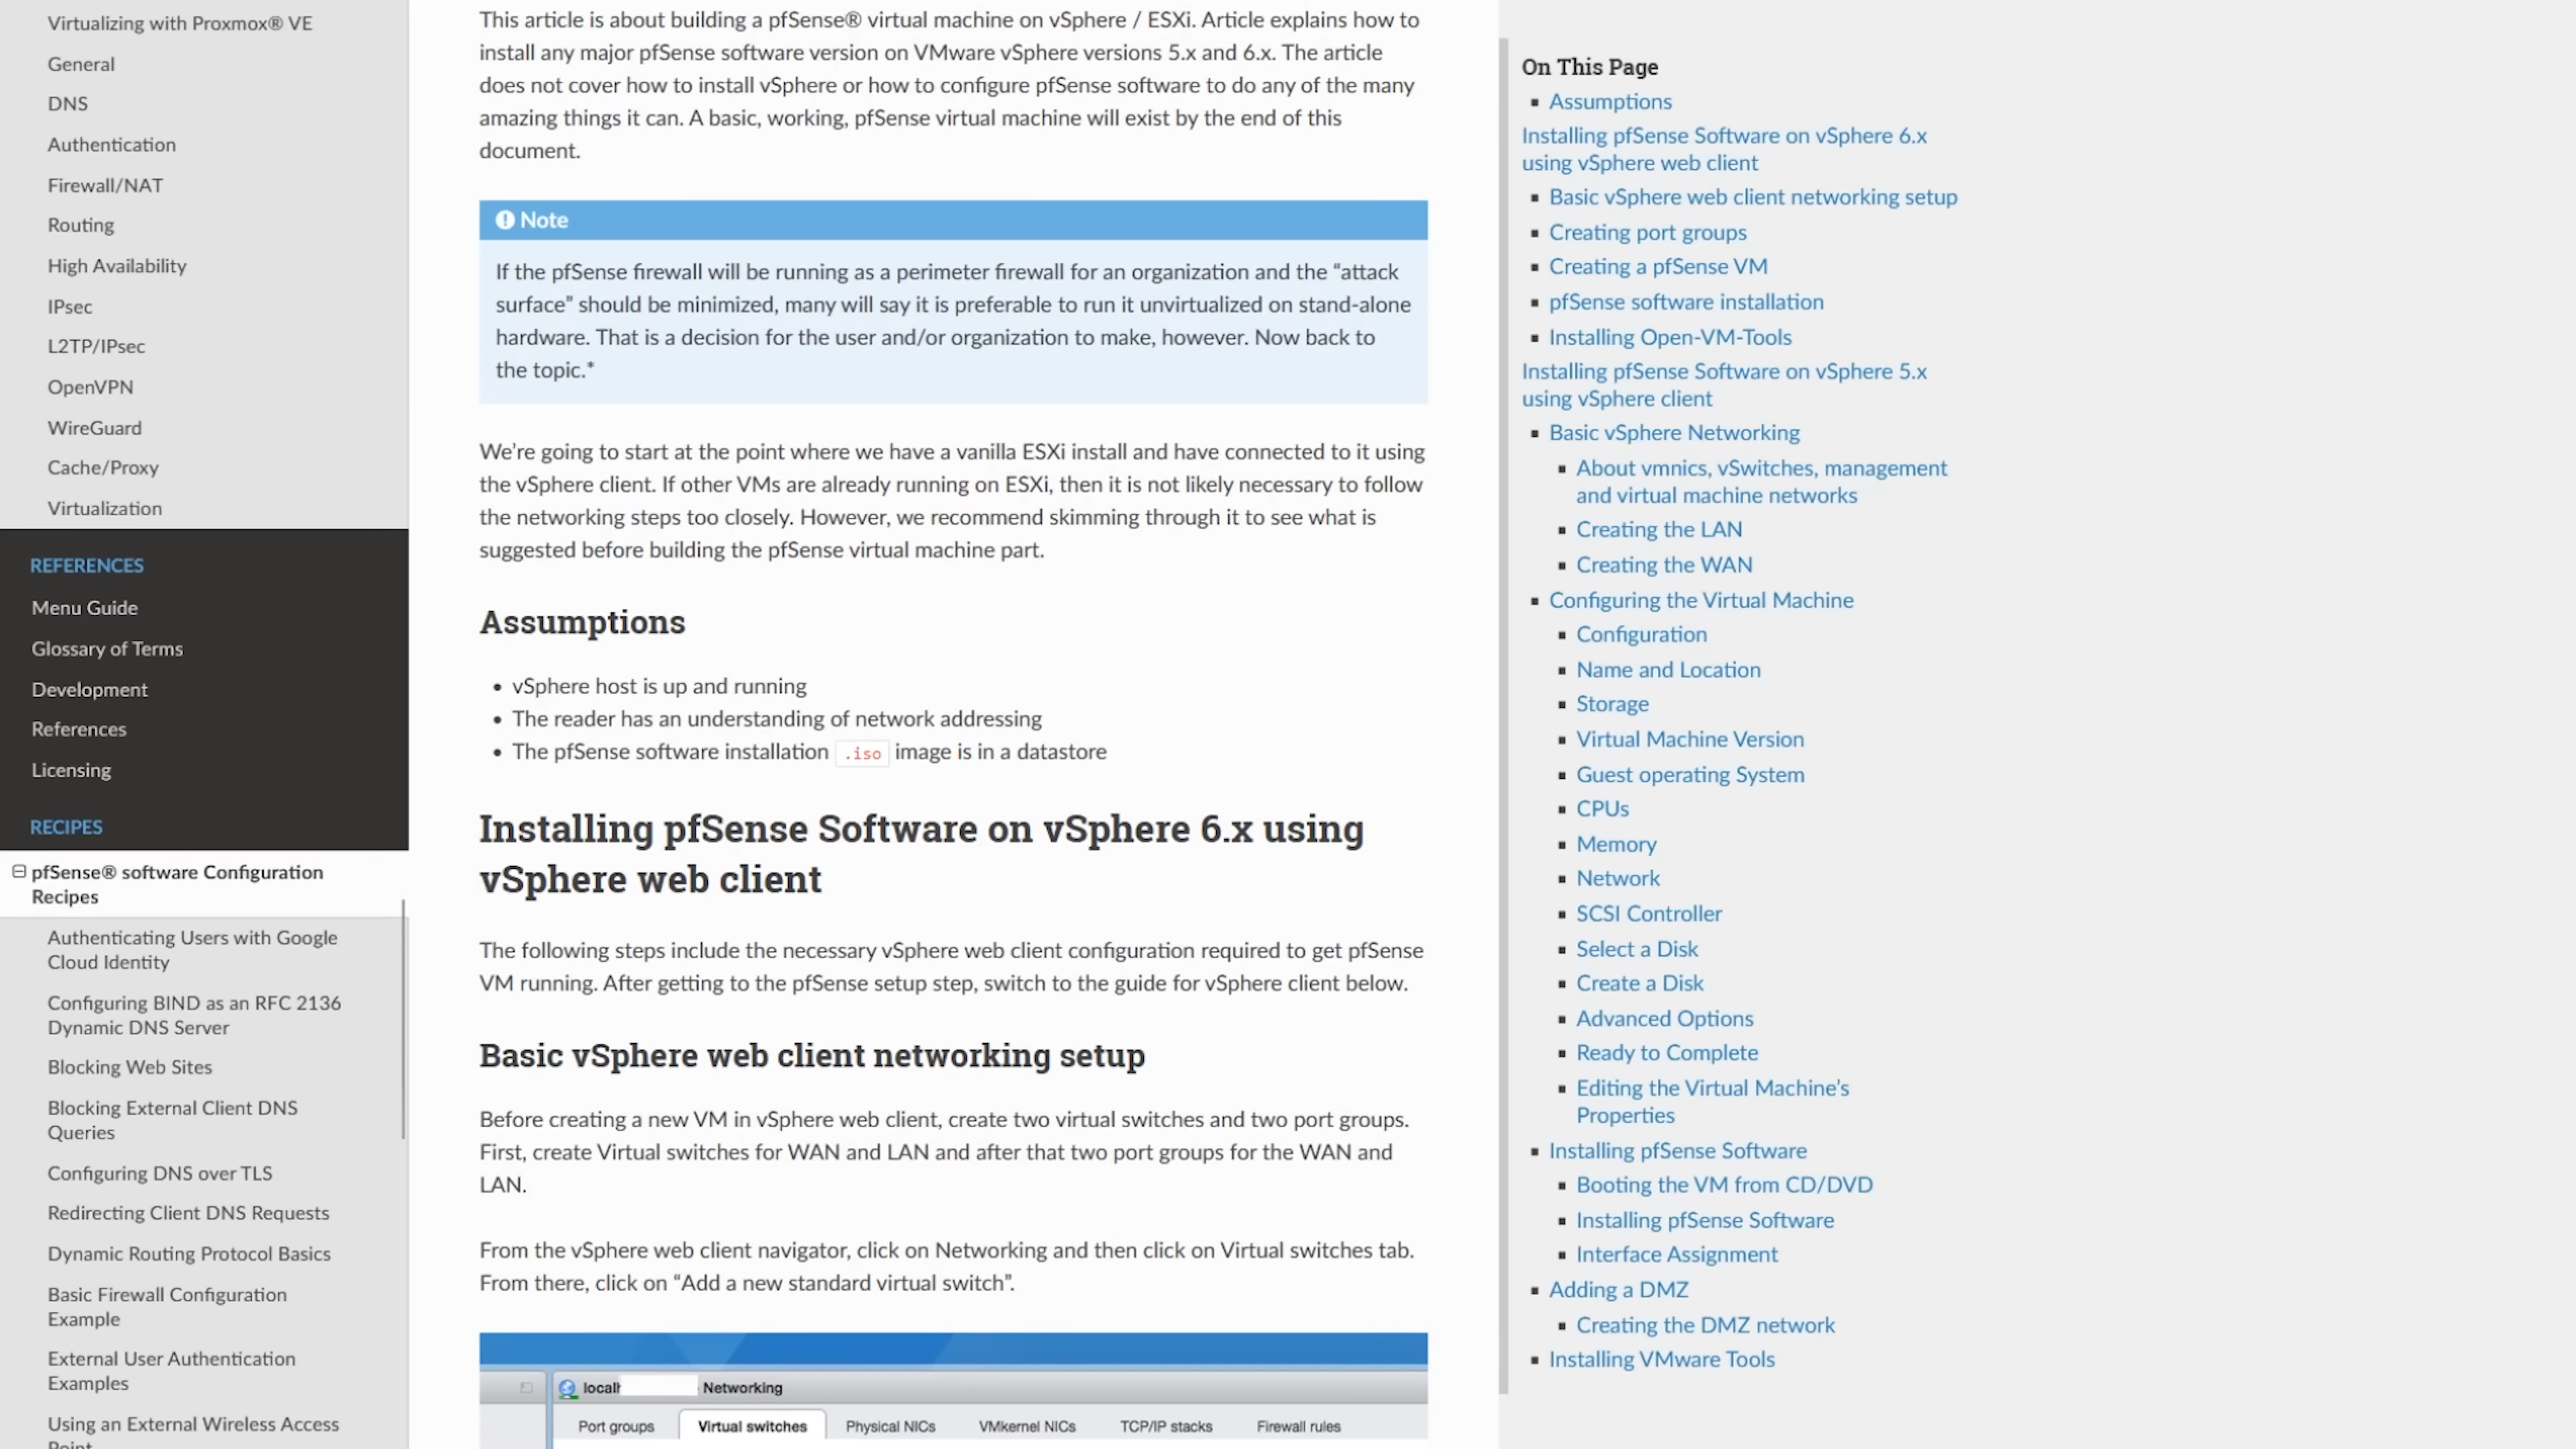 Virtualizing with Proxmox® VE
General
DNS
Authentication
Firewall/NAT
Routing
High Availability
IPsec
L2TP/IPsec
OpenVPN
WireGuard
Cache/Proxy
Virtualization
REFERENCES
Menu Guide
Glossary of Terms
Development
References
Licensing
RECIPES
pfSense® software Configuration
Recipes
Authenticating Users with Google
Cloud Identity
Configuring BIND as an RFC 2136
Dynamic DNS Server
Blocking Web Sites
Blocking External Client DNS
Queries
Configuring DNS over TLS
Redirecting Client DNS Requests
Dynamic Routing Protocol Basics
Basic Firewall Configuration
Example
External User Authentication
Examples
Using an External Wireless Access
Point
This article is about building a pfSense® virtual machine on vSphere / ESXi. Article explains how to
install any major pfSense software version on VMware vSphere versions 5.x and 6.x. The article
does not cover how to install vSphere or how to configure pfSense software to do any of the many
amazing things it can. A basic, working, pfSense virtual machine will exist by the end of this
document.
Note
If the pfSense firewall will be running as a perimeter firewall for an organization and the “attack
surface” should be minimized, many will say it is preferable to run it unvirtualized on stand-alone
hardware. That is a decision for the user and/or organization to make, however. Now back to
the topic.*
We’re going to start at the point where we have a vanilla ESXi install and have connected to it using
the vSphere client. If other VMs are already running on ESXi, then it is not likely necessary to follow
the networking steps too closely. However, we recommend skimming through it to see what is
suggested before building the pfSense virtual machine part.
Assumptions
• vSphere host is up and running
• The reader has an understanding of network addressing
• The pfSense software installation .iso image is in a datastore
Installing pfSense Software on vSphere 6.x using
vSphere web client
The following steps include the necessary vSphere web client configuration required to get pfSense
VM running. After getting to the pfSense setup step, switch to the guide for vSphere client below.
Basic vSphere web client networking setup
Before creating a new VM in vSphere web client, create two virtual switches and two port groups.
First, create Virtual switches for WAN and LAN and after that two port groups for the WAN and
LAN.
From the vSphere web client navigator, click on Networking and then click on Virtual switches tab.
From there, click on “Add a new standard virtual switch”.
localh Networking
Port groups Virtual switches Physical NICs VMkernel NICs TCP/IP stacks Firewall rules
On This Page
Assumptions
Installing pfSense Software on vSphere 6.x
using vSphere web client
Basic vSphere web client networking setup
Creating port groups
Creating a pfSense VM
pfSense software installation
Installing Open-VM-Tools
Installing pfSense Software on vSphere 5.x
using vSphere client
Basic vSphere Networking
About vmnics, vSwitches, management
and virtual machine networks
Creating the LAN
Creating the WAN
Configuring the Virtual Machine
Configuration
Name and Location
Storage
Virtual Machine Version
Guest operating System
CPUs
Memory
Network
SCSI Controller
Select a Disk
Create a Disk
Advanced Options
Ready to Complete
Editing the Virtual Machine’s
Properties
Installing pfSense Software
Booting the VM from CD/DVD
Installing pfSense Software
Interface Assignment
Adding a DMZ
Creating the DMZ network
Installing VMware Tools